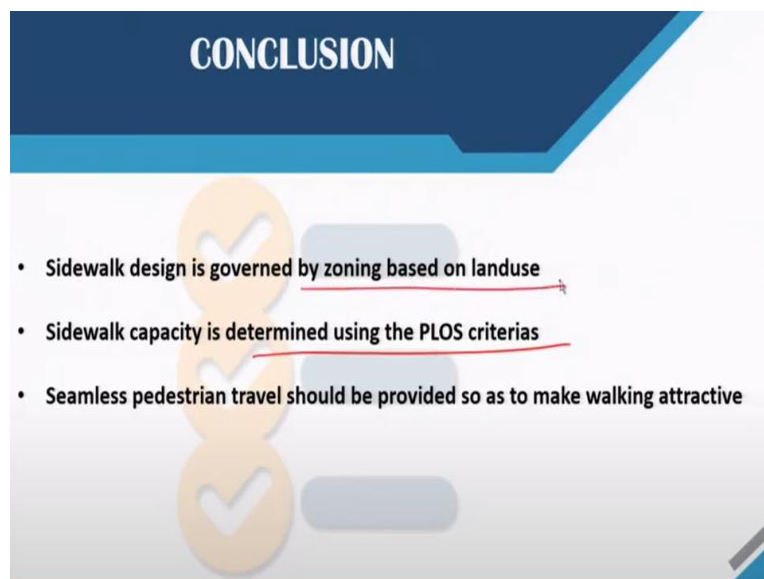 CONCLUSION
• Sidewalk design is governed by zoning based on landuse
• Sidewalk capacity is determined using the PLOS criterias
• Seamless pedestrian travel should be provided so as to make walking attractive